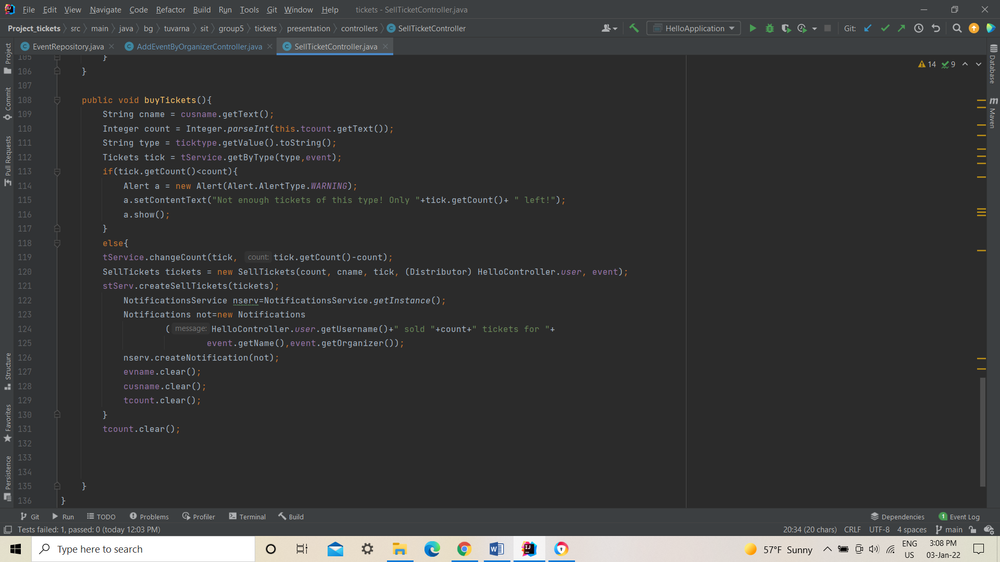 File Edit View Navigate Code Refactor Build Run Tools Git Window Help tickets - SellTicketController.java
Project_tickets src main java bg tuvarna sit group5 tickets presentation controllers SellTicketController HelloApplication Git:
EventRepository.java AddEventByOrganizerController.java SellTicketController.java
14 9
105 }
106 }
107
108 public void buyTickets(){
109 String cname = cusname.getText();
110 Integer count = Integer.parseInt(this.tcount.getText());
111 String type = ticktype.getValue().toString();
112 Tickets tick = tService.getByType(type,event);
113 if(tick.getCount()<count){
114 Alert a = new Alert(Alert.AlertType.WARNING);
115 a.setContentText("Not enough tickets of this type! Only "+tick.getCount()+ " left!");
116 a.show();
117 }
118 else{
119 tService.changeCount(tick, count: tick.getCount()-count);
120 SellTickets tickets = new SellTickets(count, cname, tick, (Distributor) HelloController.user, event);
121 stServ.createSellTickets(tickets);
122 NotificationsService nserv=NotificationsService.getInstance();
123 Notifications not=new Notifications
124 ( message: HelloController.user.getUsername()+" sold "+count+" tickets for "+
125 event.getName(),event.getOrganizer());
126 nserv.createNotification(not);
127 evname.clear();
128 cusname.clear();
129 tcount.clear();
130 }
131 tcount.clear();
132
133
134
135 }
136 }
Project
Commit
Pull Requests
Structure
Favorites
Persistence
Database
Maven
Git Run TODO Problems Profiler Terminal Build Dependencies 1 Event Log
Tests failed: 1, passed: 0 (today 12:03 PM) 20:34 (20 chars) CRLF UTF-8 4 spaces main
Type here to search 57°F Sunny ENG US 3:08 PM 03-Jan-22